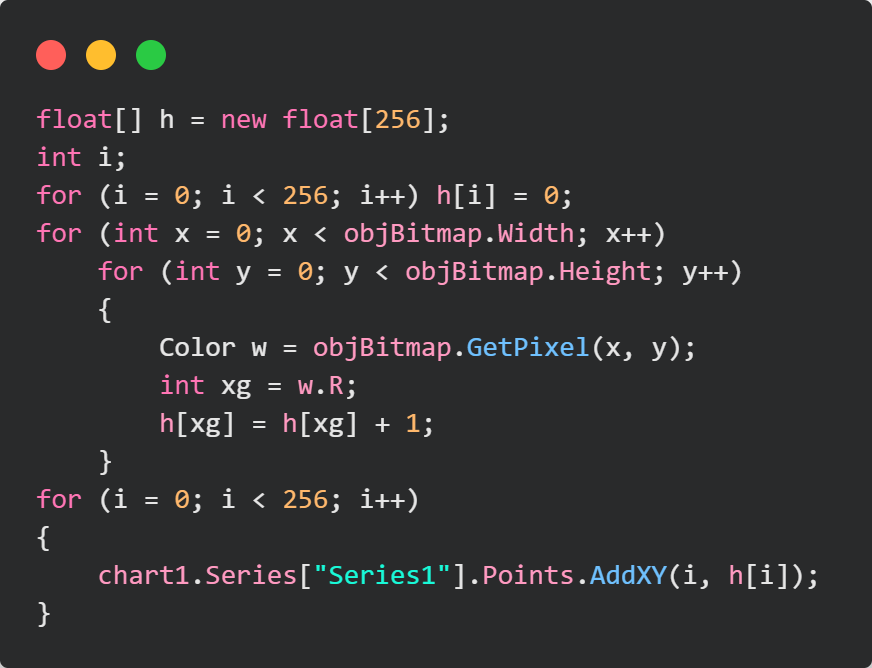 float[] h = new float[256];
int i;
for (i = 0; i < 256; i++) h[i] = 0;
for (int x = 0; x < objBitmap.Width; x++)
    for (int y = 0; y < objBitmap.Height; y++)
    {
        Color w = objBitmap.GetPixel(x, y);
        int xg = w.R;
        h[xg] = h[xg] + 1;
    }
for (i = 0; i < 256; i++)
{
    chart1.Series["Series1"].Points.AddXY(i, h[i]);
}